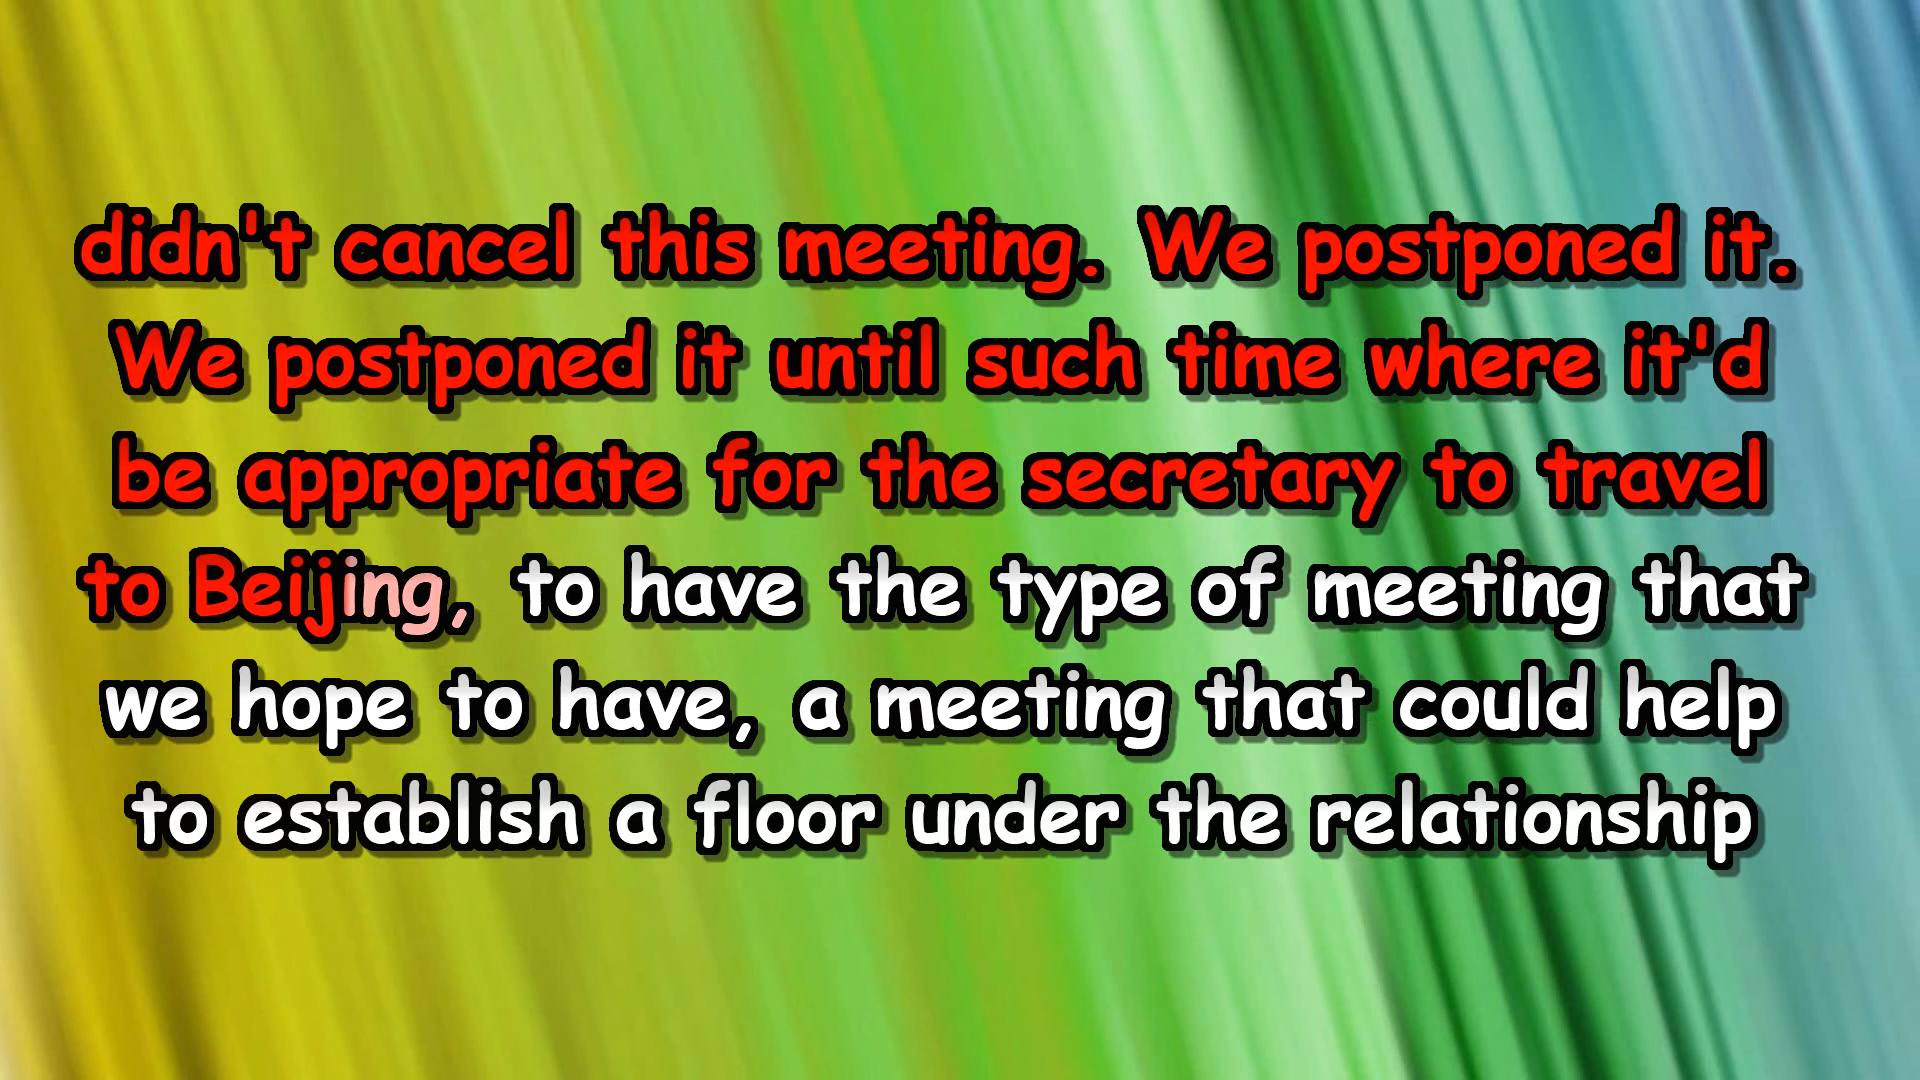 didn't cancel this meeting. We postponed it.
We postponed it until such time where it'd
be appropriate for the secretary to travel
to Beijing, to have the type of meeting that
we hope to have, a meeting that could help
to establish a floor under the relationship